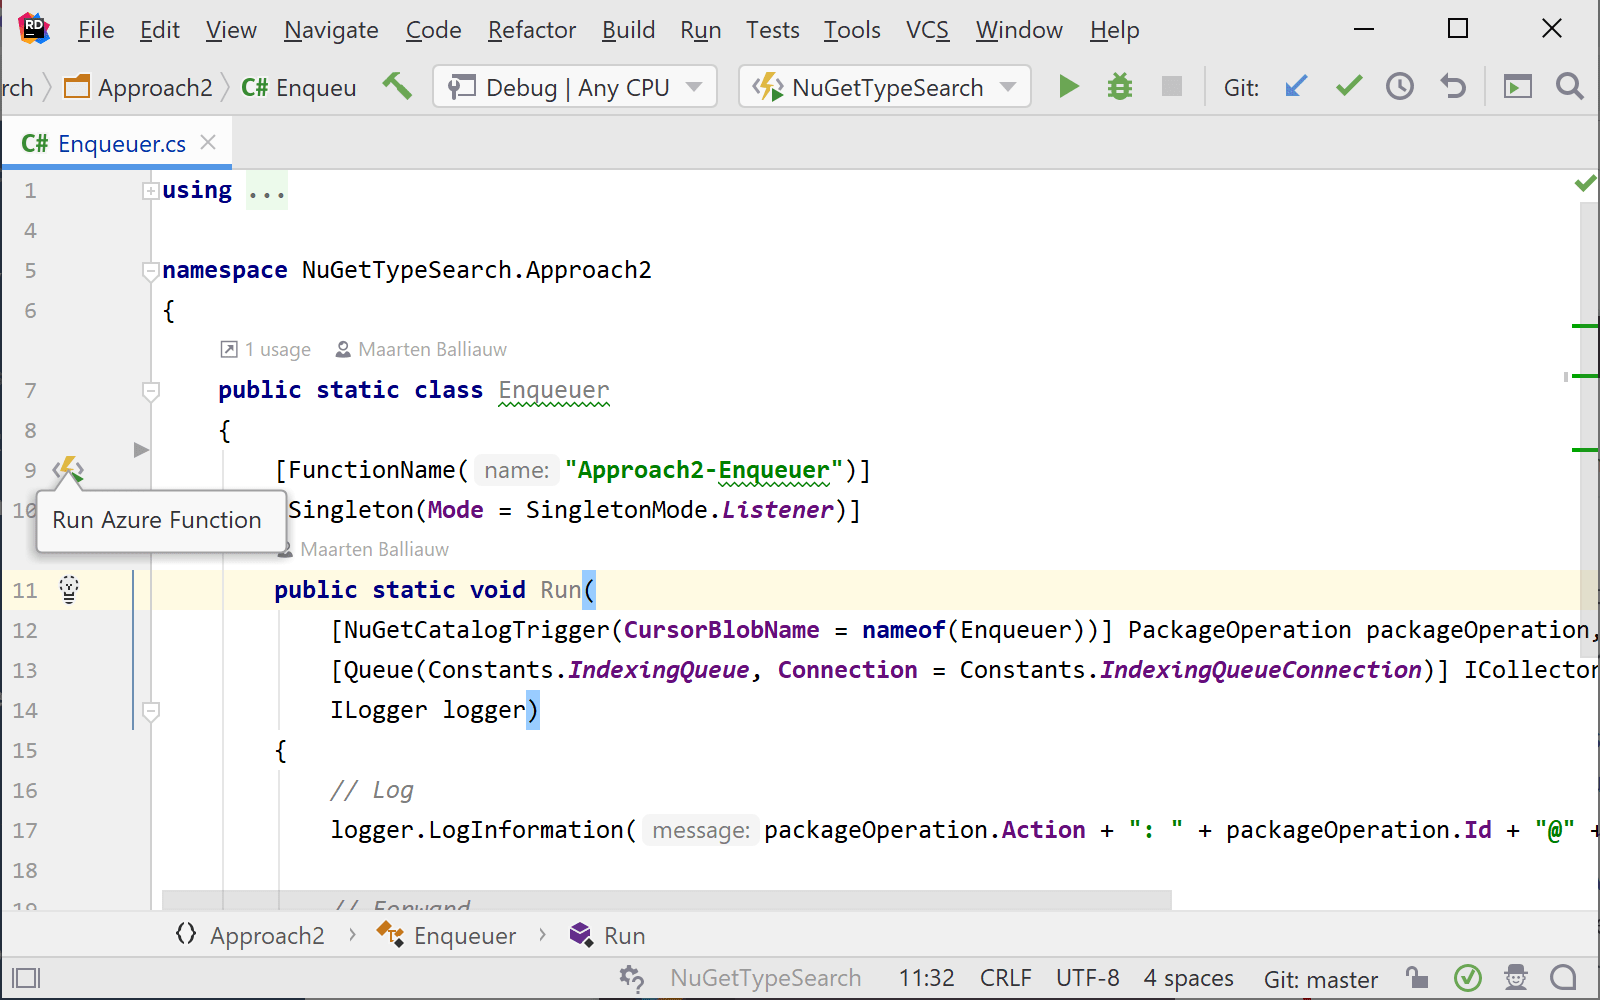 RD File Edit View Navigate Code Refactor Build Run Tests Tools VCS Window Help
rch Approach2 C# Enqueu Debug | Any CPU NuGetTypeSearch Git:
C# Enqueuer.cs
1 using ...
4
5 namespace NuGetTypeSearch.Approach2
6 {
1 usage Maarten Balliauw
7 public static class Enqueuer
8 {
9 [FunctionName( name: "Approach2-Enqueuer")]
10 Singleton(Mode = SingletonMode.Listener)]
Run Azure Function
Maarten Balliauw
11 public static void Run(
12 [NuGetCatalogTrigger(CursorBlobName = nameof(Enqueuer))] PackageOperation packageOperation,
13 [Queue(Constants.IndexingQueue, Connection = Constants.IndexingQueueConnection)] ICollector
14 ILogger logger)
15 {
16 // Log
17 logger.LogInformation( message: packageOperation.Action + ": " + packageOperation.Id + "@" +
18
19 // Forward
Approach2 > Enqueuer > Run
NuGetTypeSearch 11:32 CRLF UTF-8 4 spaces Git: master